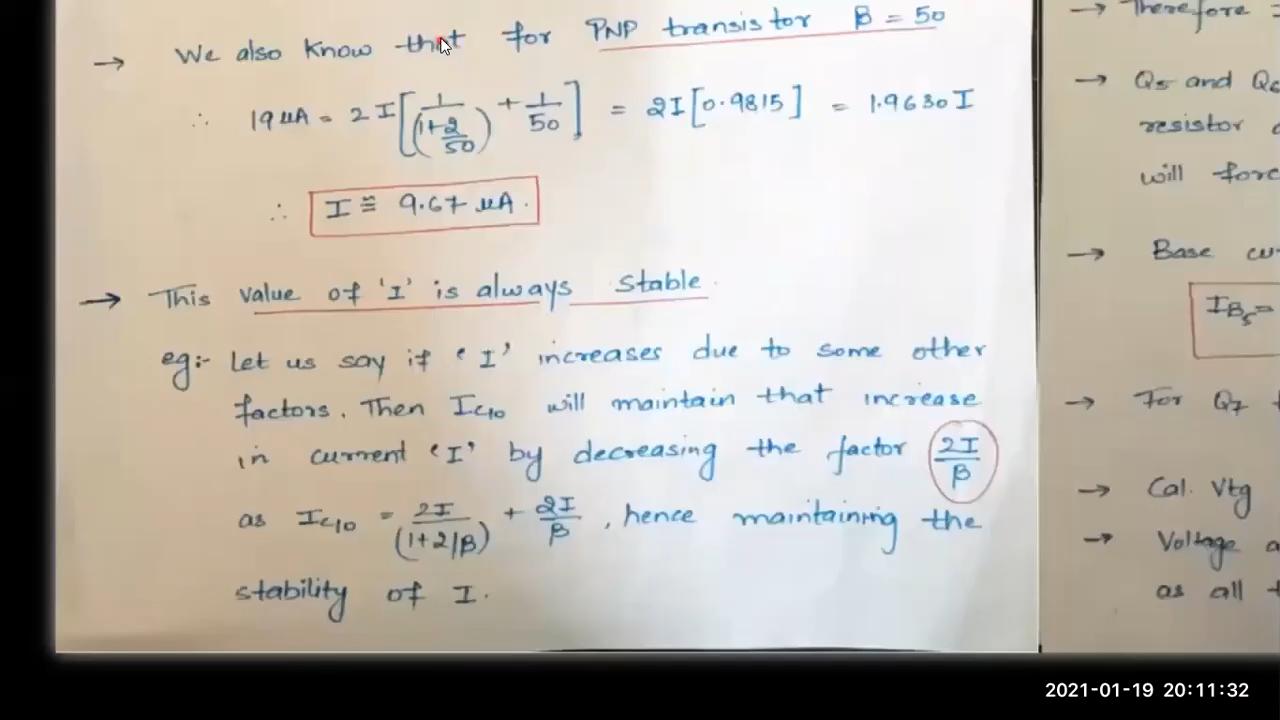 → We also know that for PNP transistor β = 50
∴ 19 μA = 2I[1/(1+2/50) + 1/50] = 2I[0.9815] = 1.9630 I
∴ I ≅ 9.67 μA.
→ This value of 'I' is always stable.
eg:- Let us say if 'I' increases due to some other
factors. Then IC10 will maintain that increase
in current 'I' by decreasing the factor 2I/β
as IC10 = 2I/(1+2/β) + 2I/β, hence maintaining the
stability of I.
→ Therefore =
→ Q5 and Q6
resistor
will forc
→ Base cu
IB5 =
→ For Q7
→ Cal. Vtg
→ Voltage a
as all t
2021-01-19 20:11:32